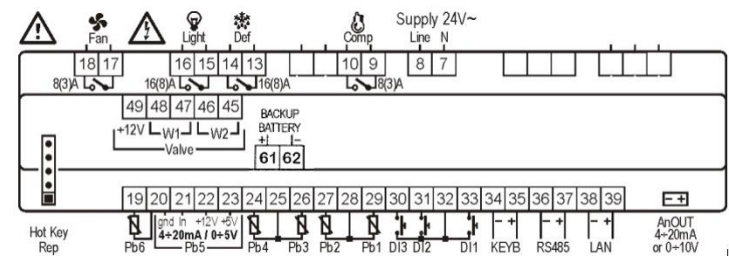 Supply 24V~
Fan Light Def Comp Line N
18 17 16 15 14 13 10 9 8 7
8(3)A 16(8)A 16(8)A 8(3)A
49 48 47 46 45
+12V W1 W2
Valve
BACKUP
BATTERY
+ -
61 62
19 20 21 22 23 24 25 26 27 28 29 30 31 32 33 34 35 36 37 38 39
- +
gnd In +12V +5V
4÷20mA / 0÷5V
- + - + - +
Pb6 Pb5 Pb4 Pb3 Pb2 Pb1 DI3 DI2 DI1 KEYB RS485 LAN
Hot Key
Rep
AnOUT
4÷20mA
or 0÷10V